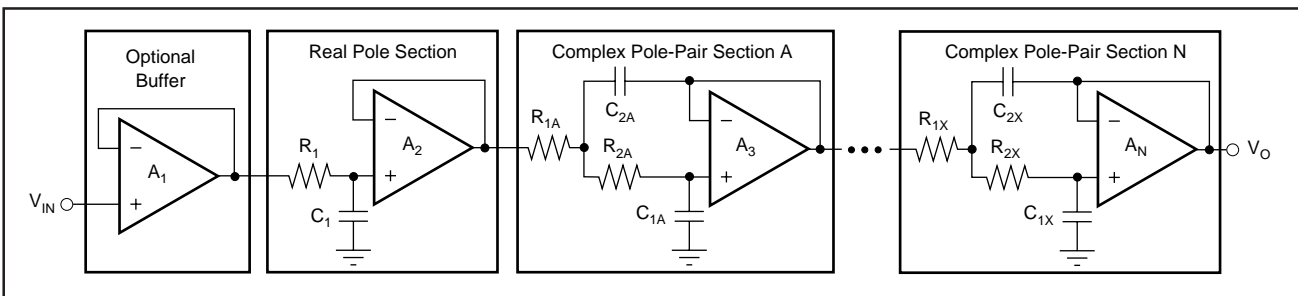 Optional
Buffer
Real Pole Section
Complex Pole-Pair Section A
Complex Pole-Pair Section N
V_IN
−
+
A_1
R_1
C_1
−
+
A_2
R_1A
C_2A
R_2A
C_1A
−
+
A_3
R_1X
C_2X
R_2X
C_1X
−
+
A_N
V_O